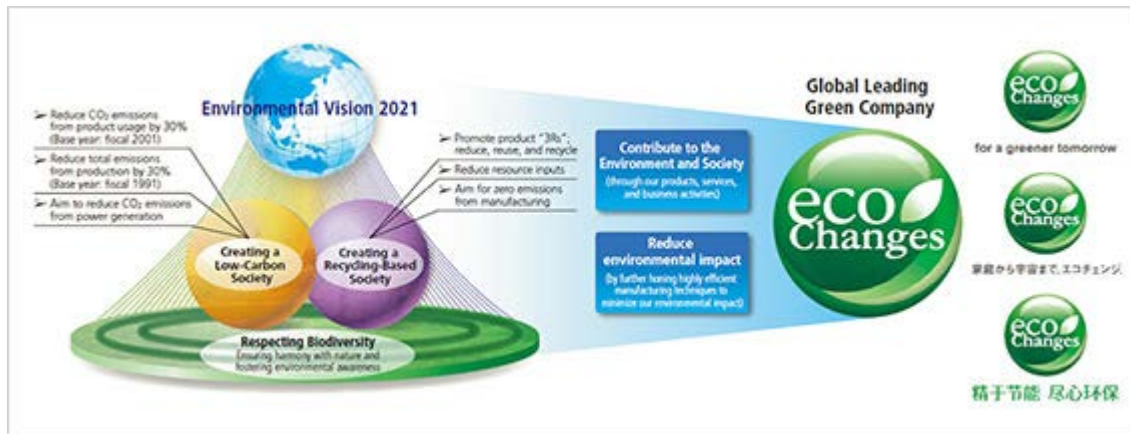 Environmental Vision 2021
➢ Reduce CO₂ emissions
from product usage by 30%
(Base year: fiscal 2001)
➢ Reduce total emissions
from production by 30%
(Base year: fiscal 1991)
➢ Aim to reduce CO₂ emissions
from power generation
➢ Promote product "3Rs";
reduce, reuse, and recycle
➢ Reduce resource inputs
➢ Aim for zero emissions
from manufacturing
Creating a
Low-Carbon
Society
Creating a
Recycling-Based
Society
Respecting Biodiversity
Ensuring harmony with nature and
fostering environmental awareness
Contribute to the
Environment and Society
(through our products, services,
and business activities)
Reduce
environmental impact
(by further honing highly efficient
manufacturing techniques to
minimize our environmental impact)
Global Leading
Green Company
eco
Changes
eco
Changes
for a greener tomorrow
eco
Changes
家庭から宇宙まで、エコチェンジ
eco
Changes
精于节能 尽心环保